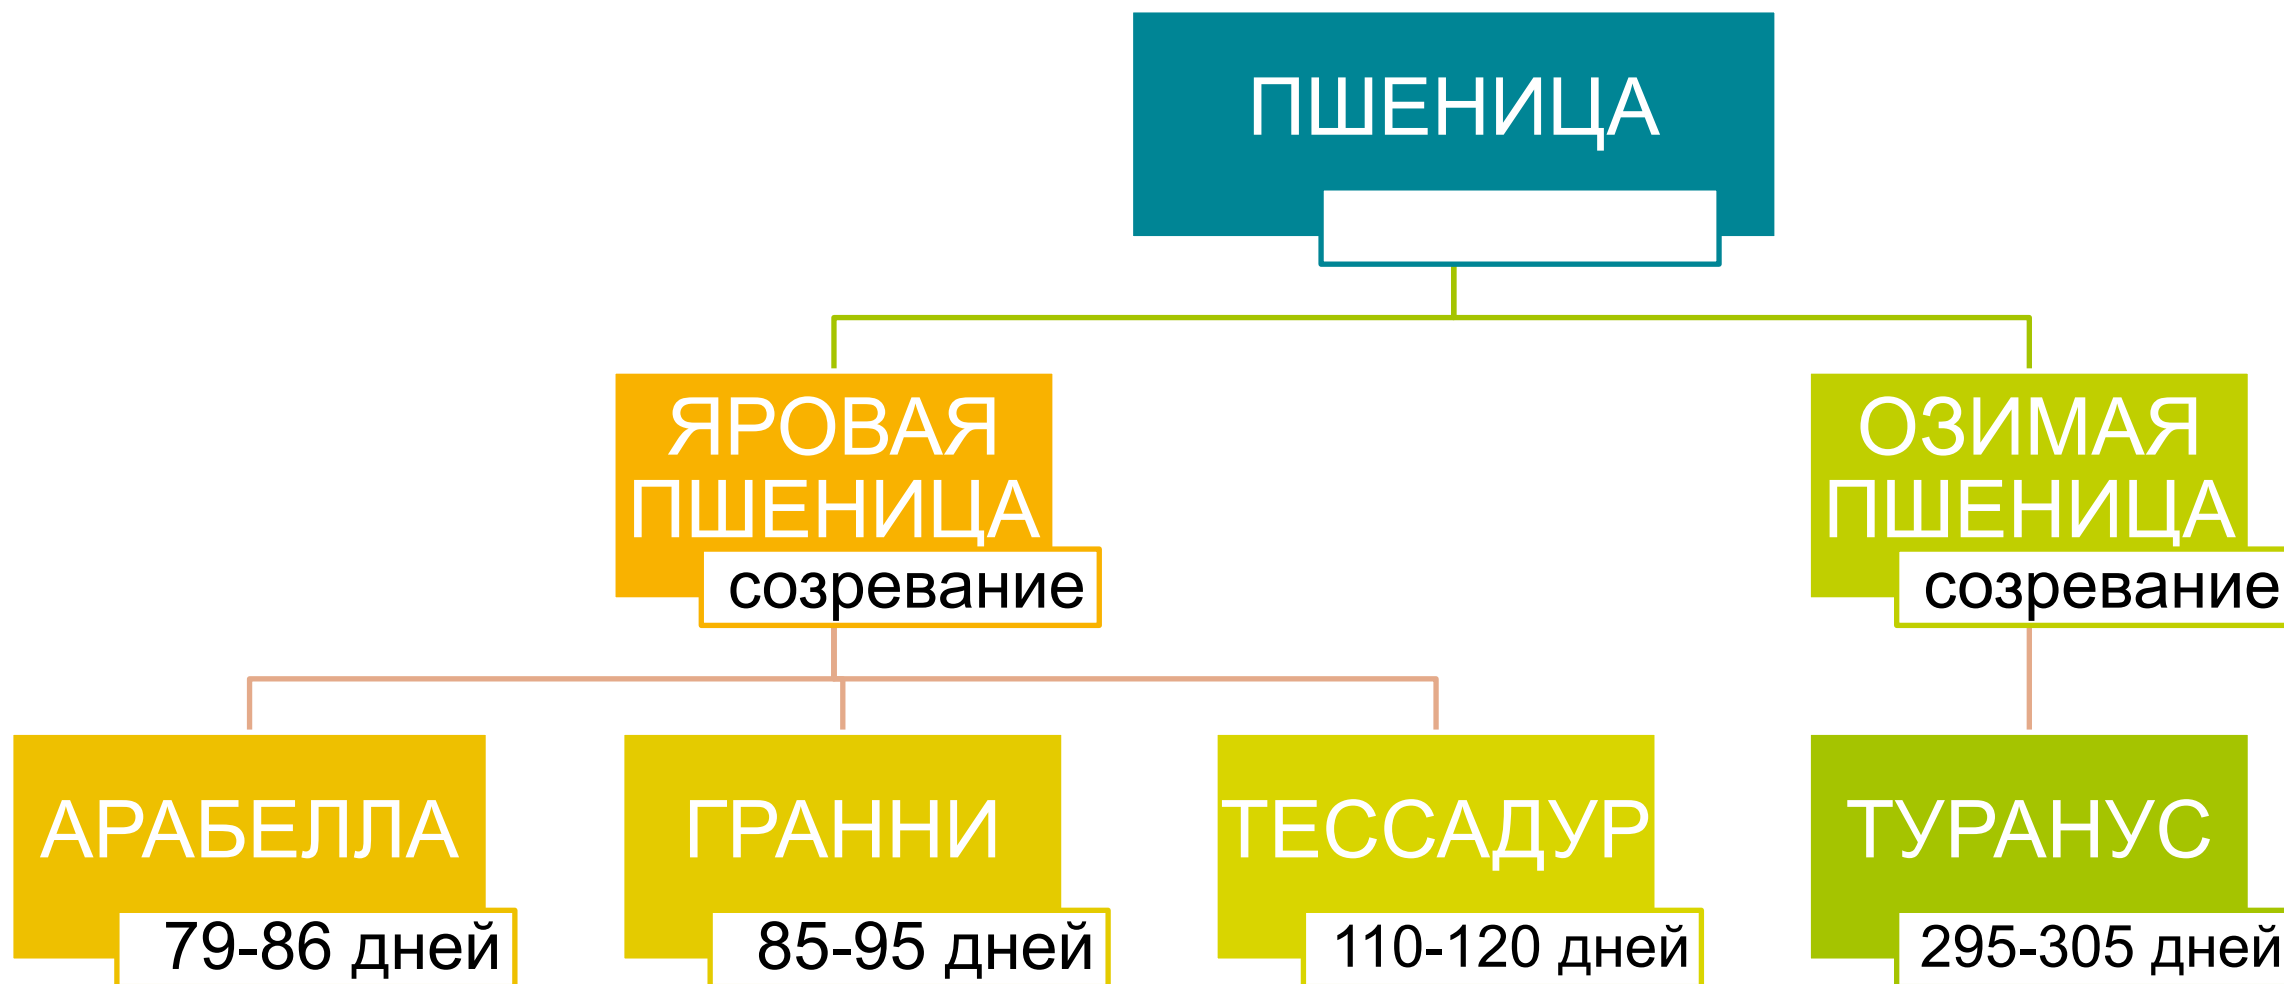 ПШЕНИЦА
ЯРОВАЯ
ПШЕНИЦА
созревание
ОЗИМАЯ
ПШЕНИЦА
созревание
АРАБЕЛЛА
79-86 дней
ГРАННИ
85-95 дней
ТЕССАДУР
110-120 дней
ТУРАНУС
295-305 дней